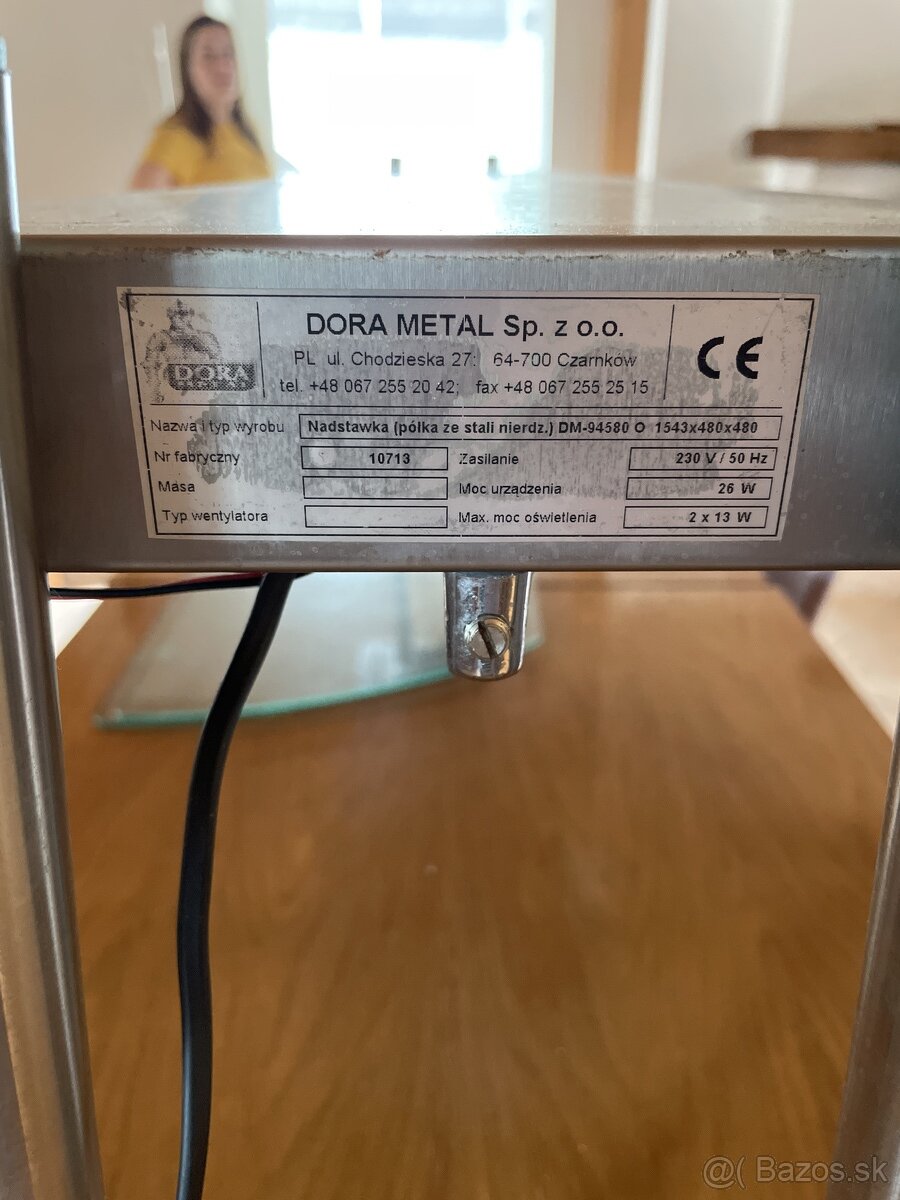 DORA METAL Sp. z o.o.
PL ul. Chodzieska 27: 64-700 Czarnków
tel. +48 067 255 20 42; fax +48 067 255 25 15
DORA
CE
Nazwa i typ wyrobu Nadstawka (półka ze stali nierdz.) DM-94580 O 1543x480x480
Nr fabryczny 10713 Zasilanie 230 V / 50 Hz
Masa Moc urządzenia 26 W
Typ wentylatora Max. moc oświetlenia 2 x 13 W
@( Bazos.sk